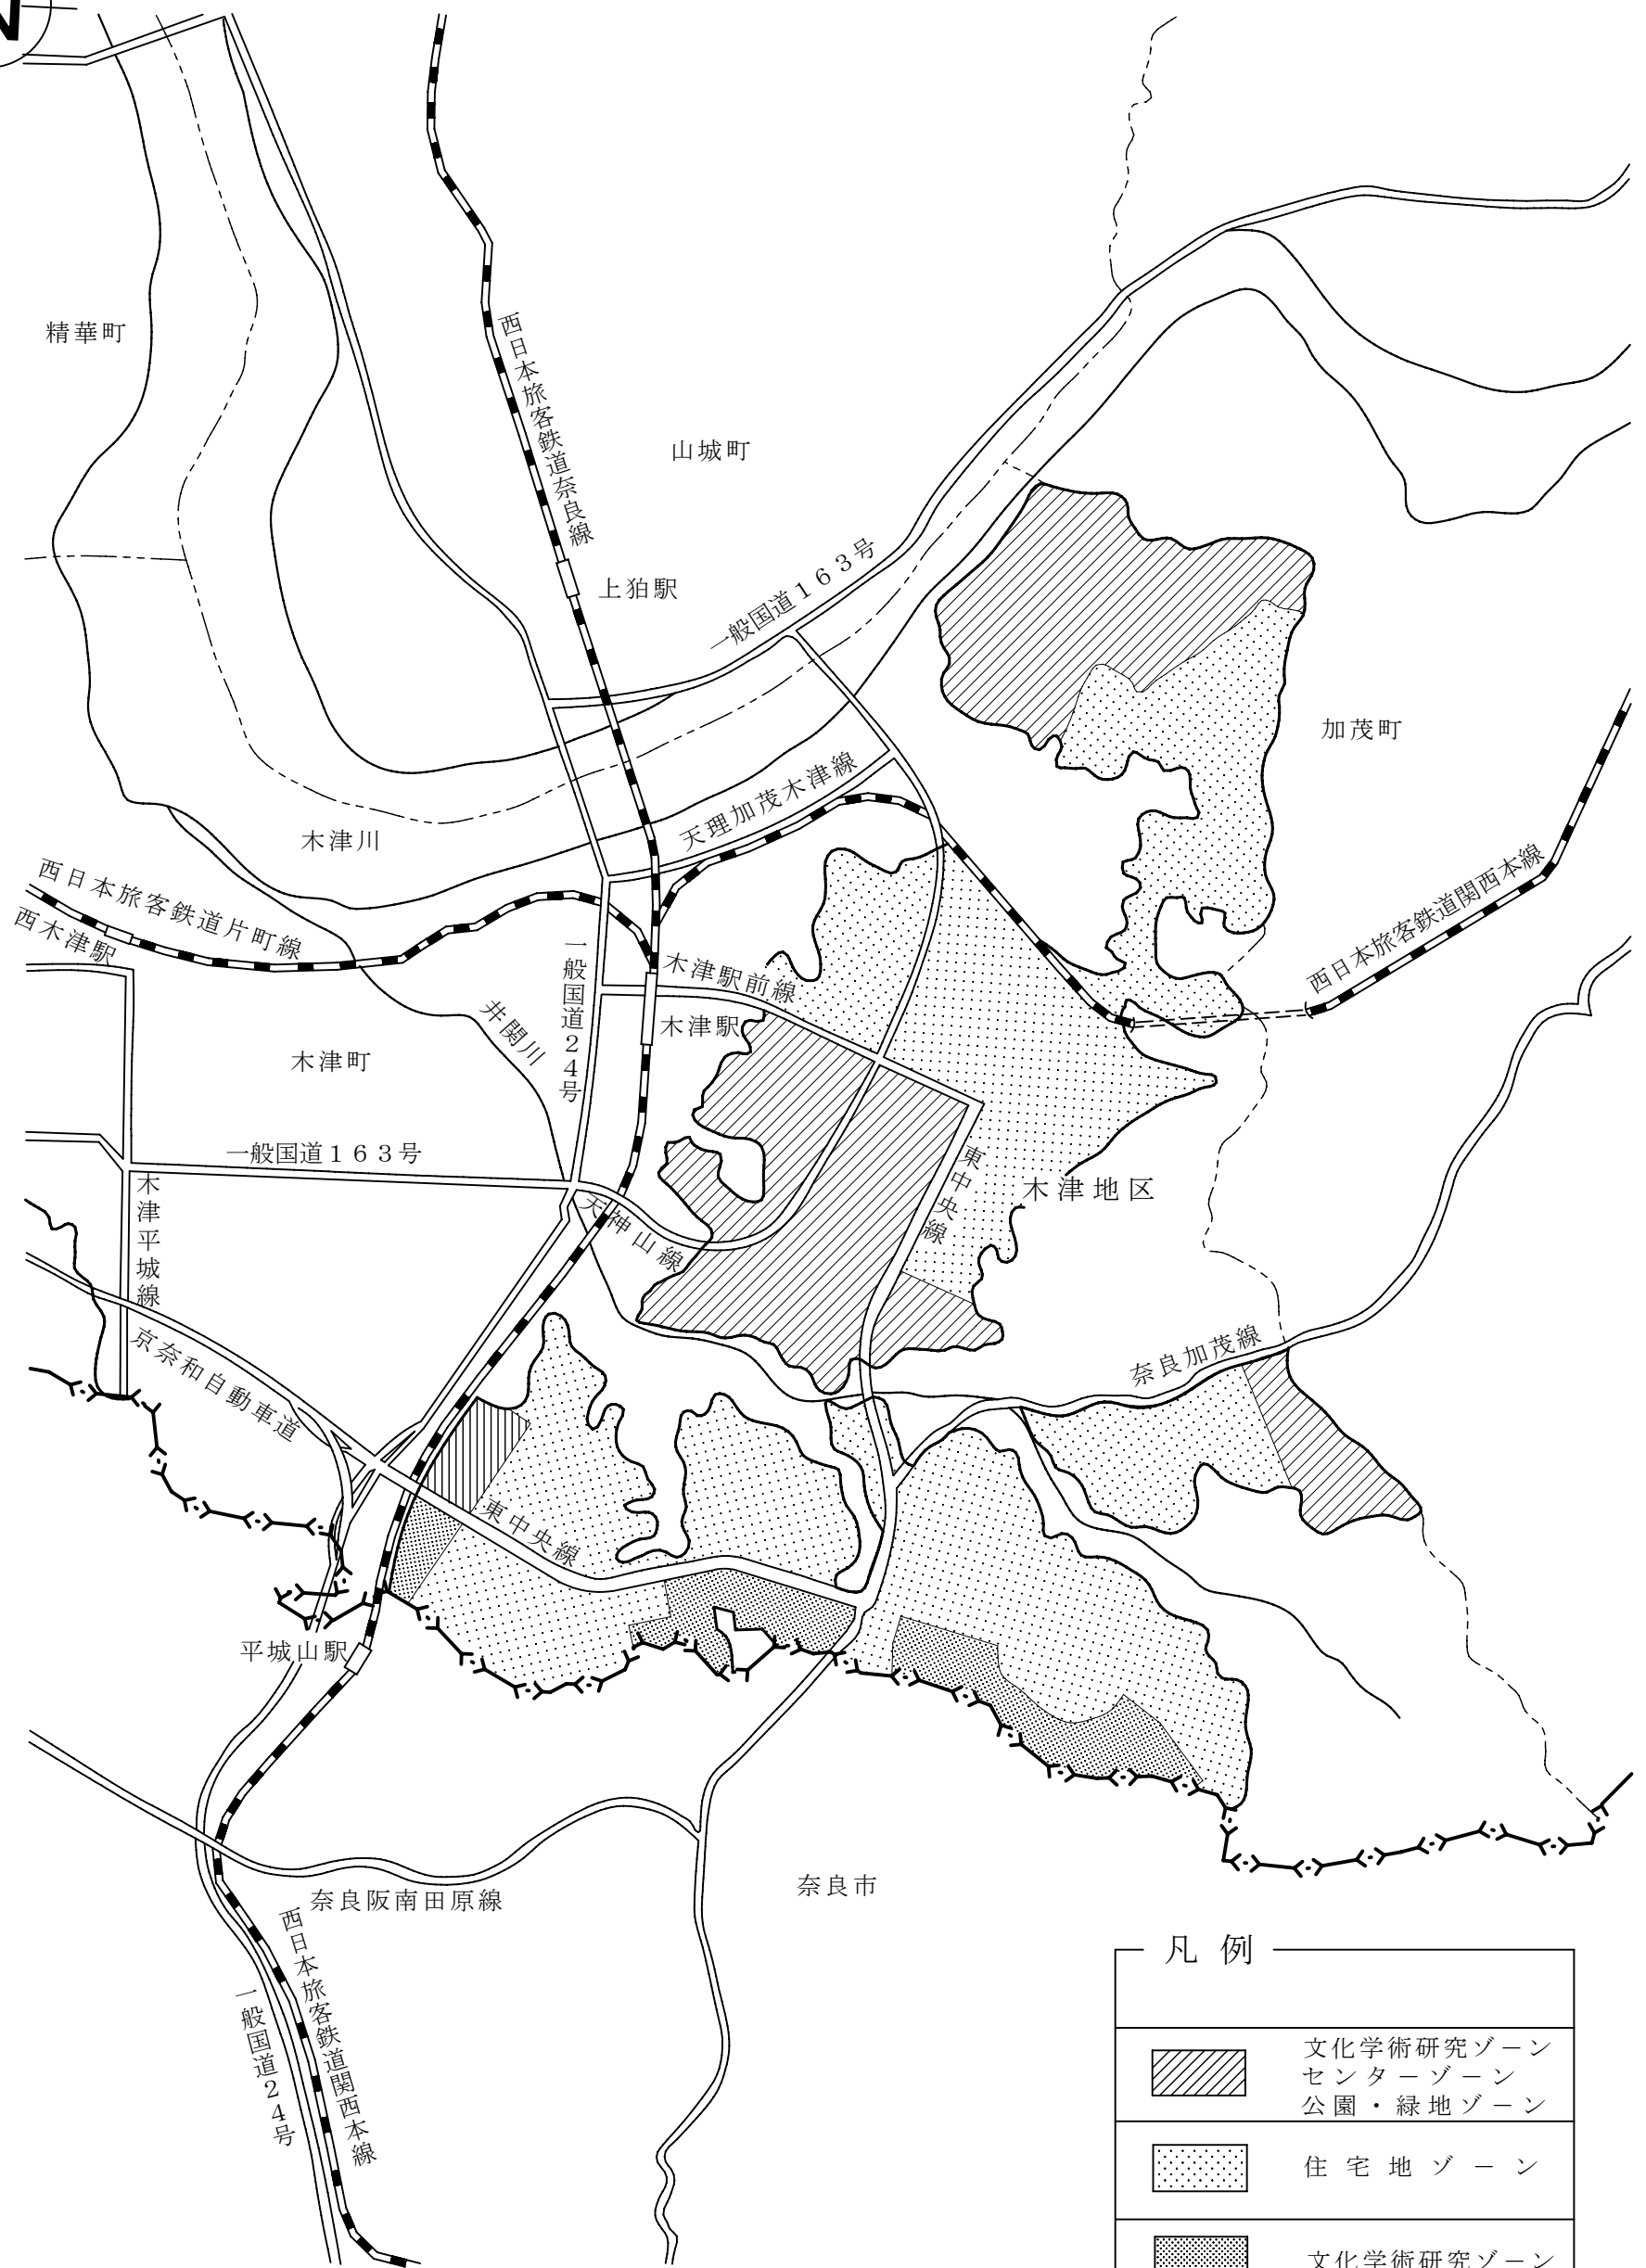 N
精華町
西日本旅客鉄道奈良線
山城町
上狛駅
一般国道１６３号
加茂町
天理加茂木津線
木津川
西日本旅客鉄道片町線
西木津駅
西日本旅客鉄道関西本線
一般国道２４号
木津駅前線
木津駅
井関川
木津町
一般国道１６３号
木津平城線
東中央線
木津地区
天神山線
京奈和自動車道
奈良加茂線
東中央線
平城山駅
奈良市
奈良阪南田原線
西日本旅客鉄道関西本線
一般国道２４号
凡例
文化学術研究ゾーン
センターゾーン
公園・緑地ゾーン
住宅地ゾーン
文化学術研究ゾーン